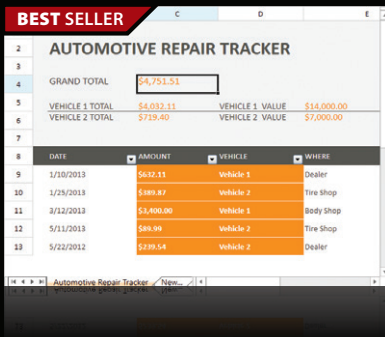 BEST SELLER
C D E
2 AUTOMOTIVE REPAIR TRACKER
3
4 GRAND TOTAL $4,751.51
5 VEHICLE 1 TOTAL $4,032.11 VEHICLE 1 VALUE $14,000.00
6 VEHICLE 2 TOTAL $719.40 VEHICLE 2 VALUE $7,000.00
7
8 DATE AMOUNT VEHICLE WHERE
9 1/10/2013 $632.11 Vehicle 1 Dealer
10 1/25/2013 $389.87 Vehicle 2 Tire Shop
11 3/12/2013 $3,400.00 Vehicle 1 Body Shop
12 5/11/2013 $89.99 Vehicle 2 Tire Shop
13 5/22/2012 $239.54 Vehicle 2 Dealer
Automotive Repair Tracker New...